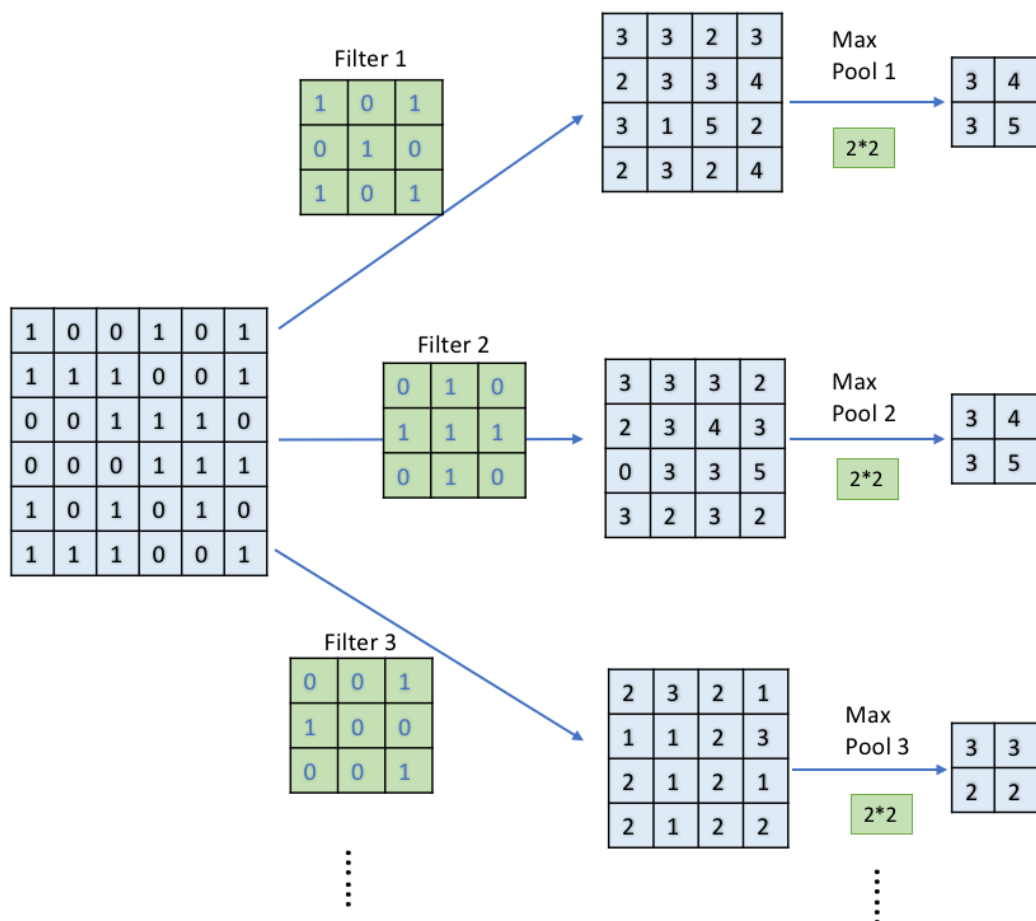 Filter 1
1 0 1
0 1 0
1 0 1
3 3 2 3
2 3 3 4
3 1 5 2
2 3 2 4
Max
Pool 1
2*2
3 4
3 5
1 0 0 1 0 1
1 1 1 0 0 1
0 0 1 1 1 0
0 0 0 1 1 1
1 0 1 0 1 0
1 1 1 0 0 1
Filter 2
0 1 0
1 1 1
0 1 0
3 3 3 2
2 3 4 3
0 3 3 5
3 2 3 2
Max
Pool 2
2*2
3 4
3 5
Filter 3
0 0 1
1 0 0
0 0 1
2 3 2 1
1 1 2 3
2 1 2 1
2 1 2 2
Max
Pool 3
2*2
3 3
2 2